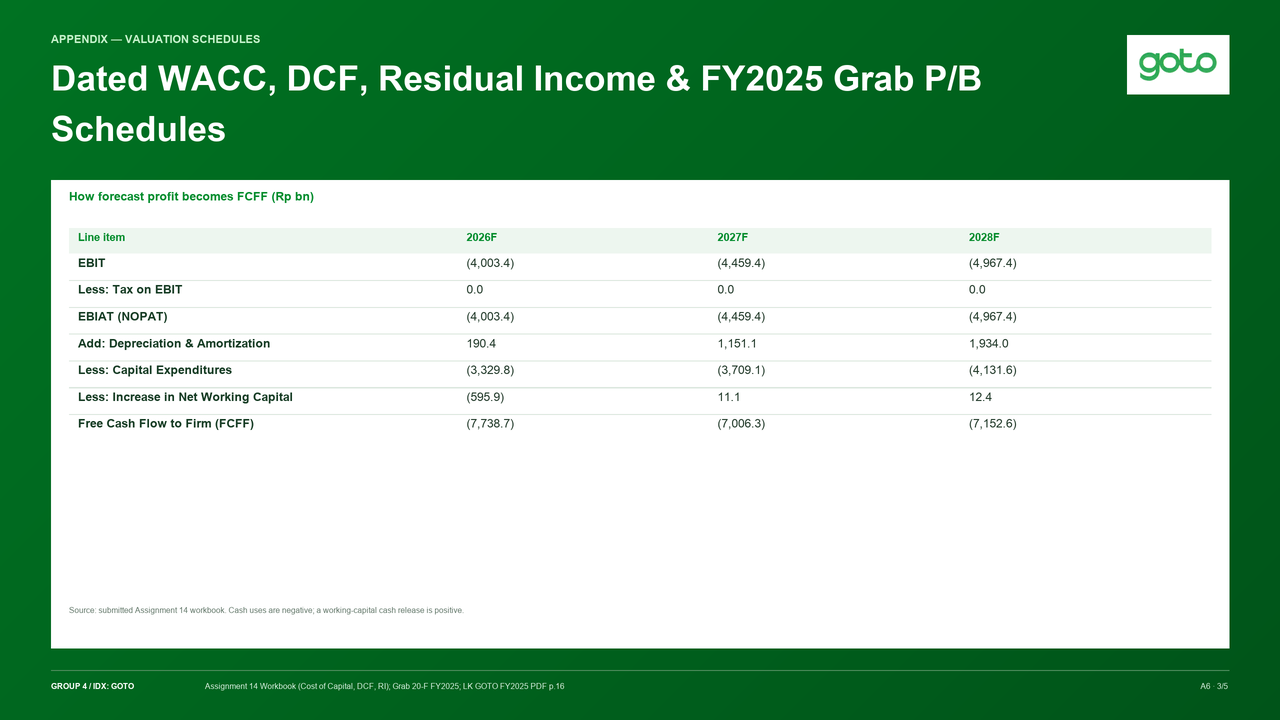 APPENDIX — VALUATION SCHEDULES
Dated WACC, DCF, Residual Income & FY2025 Grab P/B
Schedules
goto
How forecast profit becomes FCFF (Rp bn)
Line item 2026F 2027F 2028F
EBIT (4,003.4) (4,459.4) (4,967.4)
Less: Tax on EBIT 0.0 0.0 0.0
EBIAT (NOPAT) (4,003.4) (4,459.4) (4,967.4)
Add: Depreciation & Amortization 190.4 1,151.1 1,934.0
Less: Capital Expenditures (3,329.8) (3,709.1) (4,131.6)
Less: Increase in Net Working Capital (595.9) 11.1 12.4
Free Cash Flow to Firm (FCFF) (7,738.7) (7,006.3) (7,152.6)
Source: submitted Assignment 14 workbook. Cash uses are negative; a working-capital cash release is positive.
GROUP 4 / IDX: GOTO Assignment 14 Workbook (Cost of Capital, DCF, RI); Grab 20-F FY2025; LK GOTO FY2025 PDF p.16 A6 · 3/5